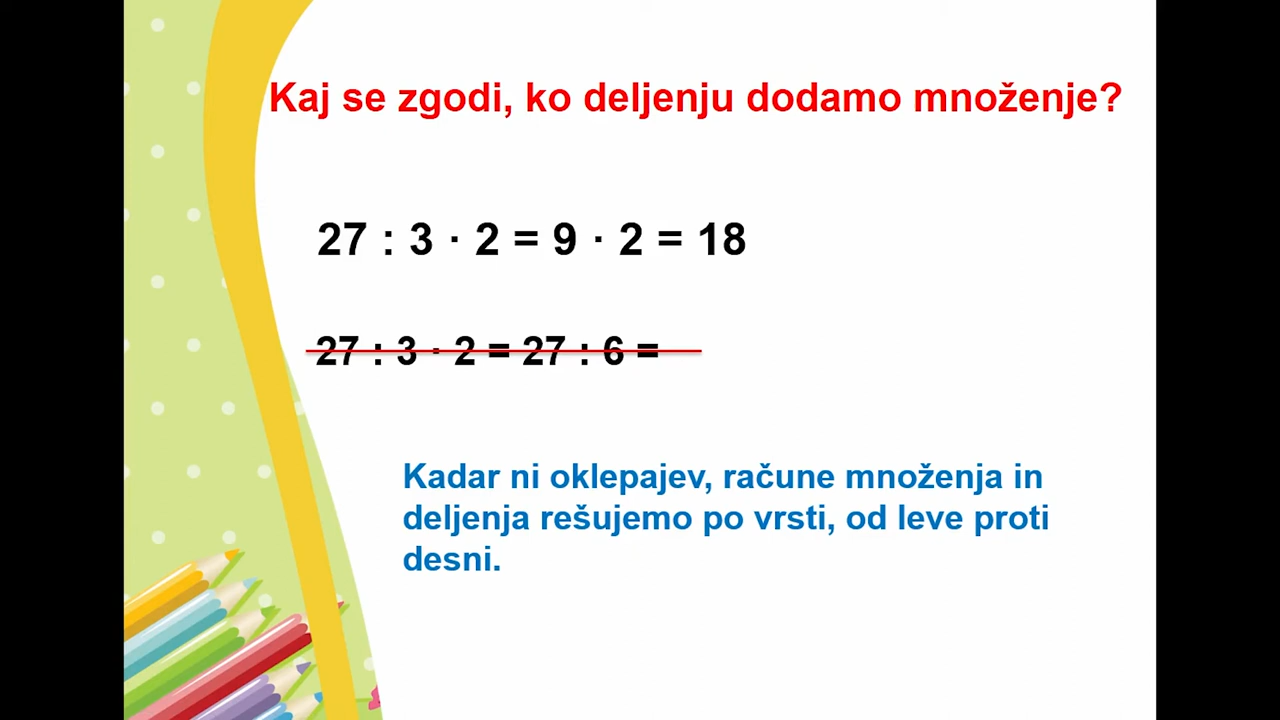 Kaj se zgodi, ko deljenju dodamo množenje?
27 : 3 · 2 = 9 · 2 = 18
27 : 3 · 2 = 27 : 6 =
Kadar ni oklepajev, račune množenja in
deljenja rešujemo po vrsti, od leve proti
desni.